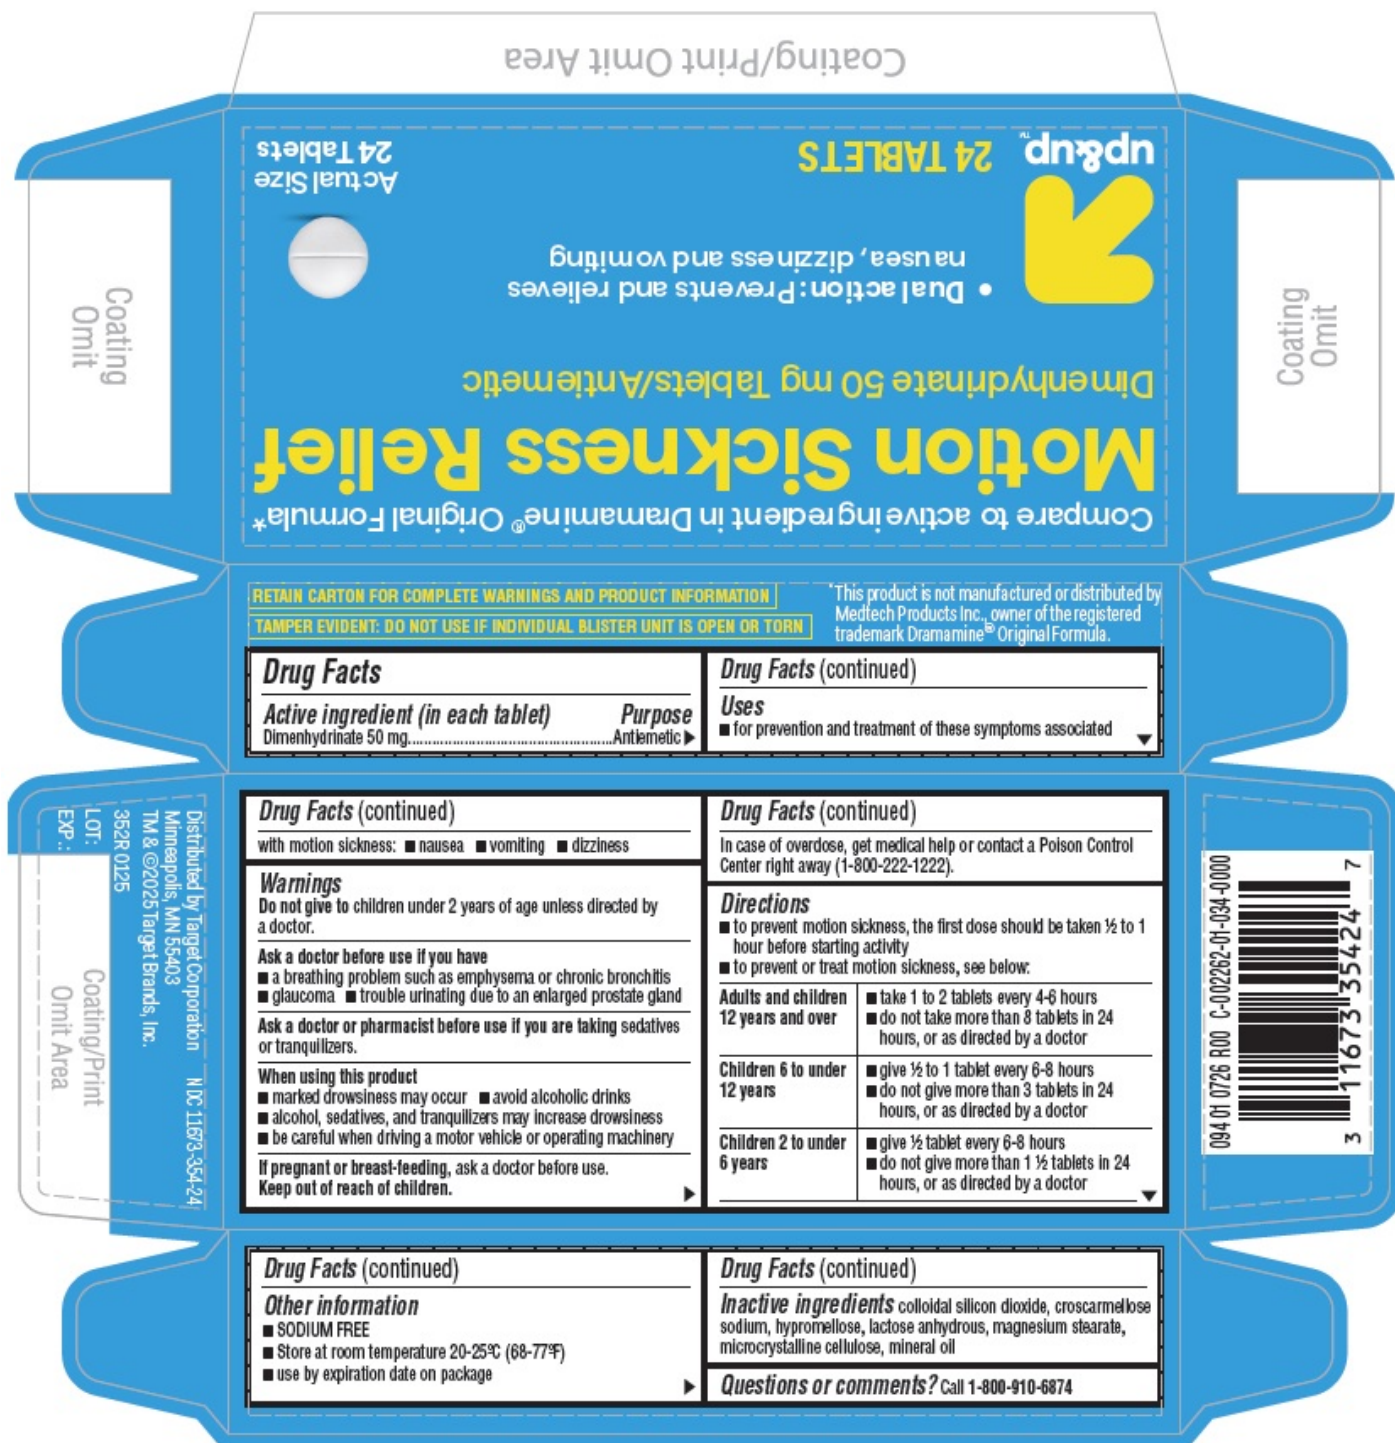 Coating/Print Omit Area
Compare to active ingredient in Dramamine® Original Formula*
Motion Sickness Relief
Dimenhydrinate 50 mg Tablets/Antiemetic
• Dual action: Prevents and relieves
nausea, dizziness and vomiting
up&up™
24 TABLETS
Actual Size
24 Tablets
Coating
Omit
Coating
Omit
RETAIN CARTON FOR COMPLETE WARNINGS AND PRODUCT INFORMATION
TAMPER EVIDENT: DO NOT USE IF INDIVIDUAL BLISTER UNIT IS OPEN OR TORN
*This product is not manufactured or distributed by
Medtech Products Inc., owner of the registered
trademark Dramamine® Original Formula.
Drug Facts
Active ingredient (in each tablet) Purpose
Dimenhydrinate 50 mg......................................................Antiemetic
Drug Facts (continued)
Uses
■ for prevention and treatment of these symptoms associated
Drug Facts (continued)
with motion sickness: ■ nausea ■ vomiting ■ dizziness
Warnings
Do not give to children under 2 years of age unless directed by
a doctor.
Ask a doctor before use if you have
■ a breathing problem such as emphysema or chronic bronchitis
■ glaucoma ■ trouble urinating due to an enlarged prostate gland
Ask a doctor or pharmacist before use if you are taking sedatives
or tranquilizers.
When using this product
■ marked drowsiness may occur ■ avoid alcoholic drinks
■ alcohol, sedatives, and tranquilizers may increase drowsiness
■ be careful when driving a motor vehicle or operating machinery
If pregnant or breast-feeding, ask a doctor before use.
Keep out of reach of children.
Drug Facts (continued)
In case of overdose, get medical help or contact a Poison Control
Center right away (1-800-222-1222).
Directions
■ to prevent motion sickness, the first dose should be taken ½ to 1
hour before starting activity
■ to prevent or treat motion sickness, see below:
Adults and children
12 years and over
■ take 1 to 2 tablets every 4-6 hours
■ do not take more than 8 tablets in 24
hours, or as directed by a doctor
Children 6 to under
12 years
■ give ½ to 1 tablet every 6-8 hours
■ do not give more than 3 tablets in 24
hours, or as directed by a doctor
Children 2 to under
6 years
■ give ½ tablet every 6-8 hours
■ do not give more than 1 ½ tablets in 24
hours, or as directed by a doctor
Distributed by Target Corporation NDC 11673-354-24
Minneapolis, MN 55403
TM & ©2025 Target Brands, Inc.
352R 0125
LOT:
EXP.:
Coating/Print
Omit Area
094 01 0726 R00 C-002262-01-034-0000
3 11673 35424 7
Drug Facts (continued)
Other information
■ SODIUM FREE
■ Store at room temperature 20-25ºC (68-77ºF)
■ use by expiration date on package
Drug Facts (continued)
Inactive ingredients colloidal silicon dioxide, croscarmellose
sodium, hypromellose, lactose anhydrous, magnesium stearate,
microcrystalline cellulose, mineral oil
Questions or comments? Call 1-800-910-6874